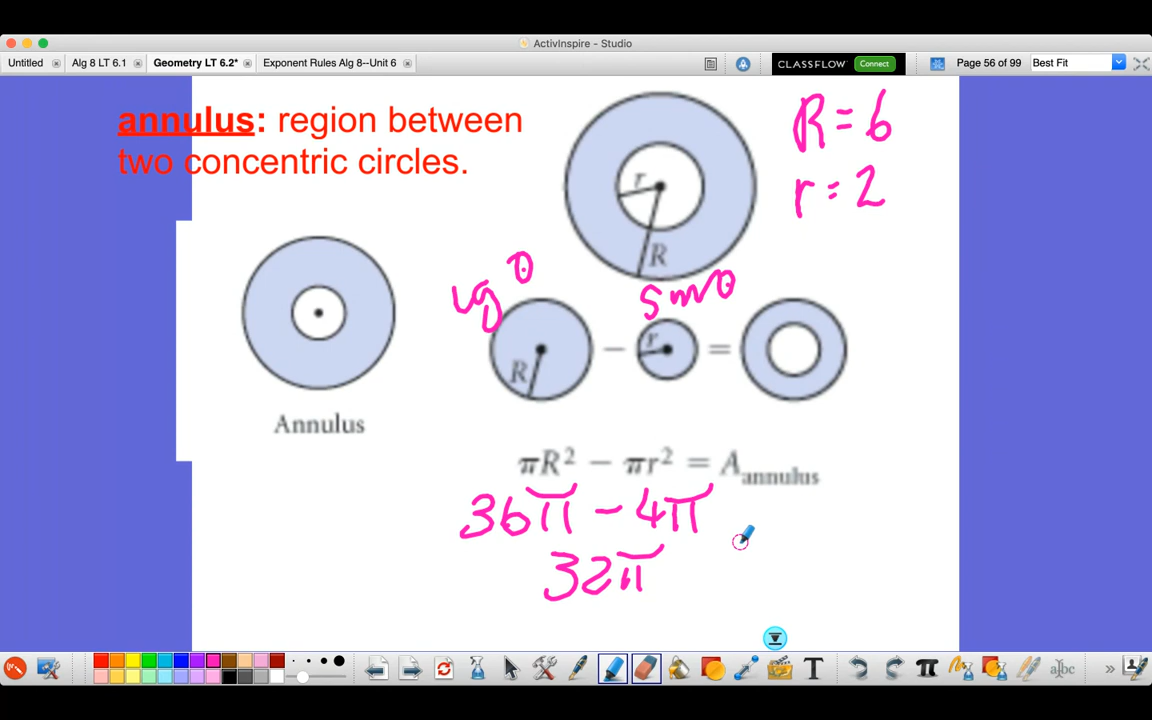 ActivInspire - Studio
Untitled
Alg 8 LT 6.1
Geometry LT 6.2*
Exponent Rules Alg 8--Unit 6
CLASSFLOW
Connect
Page 56 of 99
Best Fit
annulus: region between
two concentric circles.
R = 6
r = 2
r
R
Annulus
lg
sm
R
−
r
=
πR² − πr² = A annulus
36π − 4π
32π
T
π
abc
»